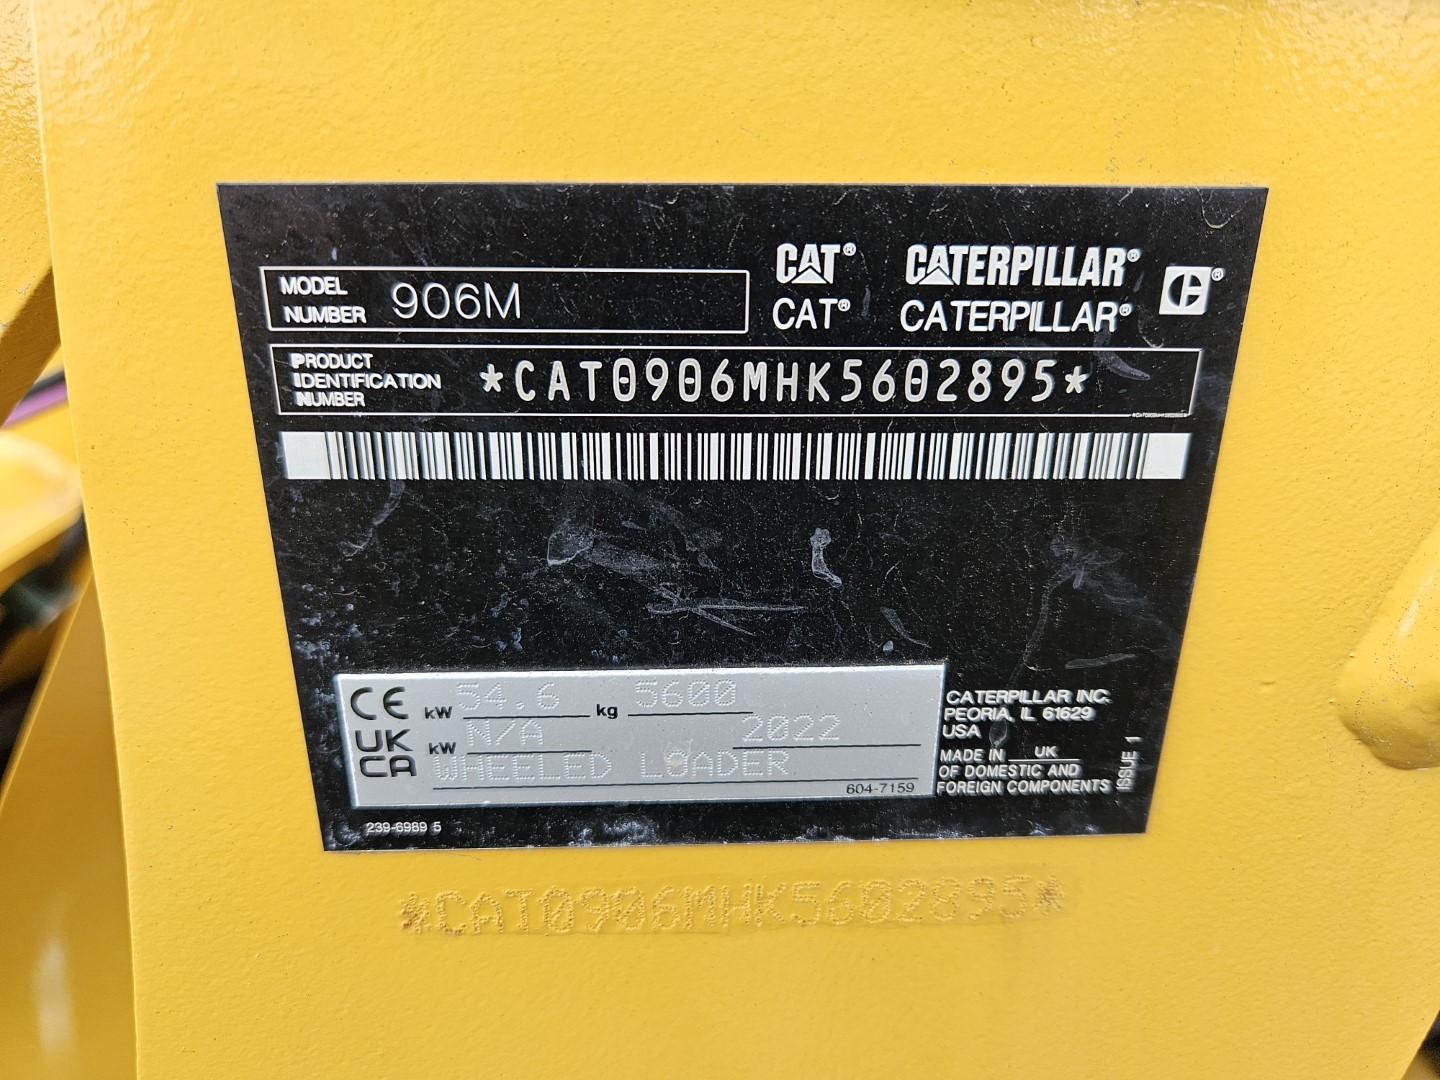 MODEL NUMBER 906M
CAT® CATERPILLAR®
CAT® CATERPILLAR®
PRODUCT IDENTIFICATION NUMBER *CAT0906MHK5602895*
CE kW 54.6 kg 5600
UK CA kW N/A 2022
WHEELED LOADER
604-7159
CATERPILLAR INC.
PEORIA, IL 61629
USA
MADE IN UK
OF DOMESTIC AND
FOREIGN COMPONENTS
ISSUE 1
239-6989 5
*CAT0906MHK5602895*